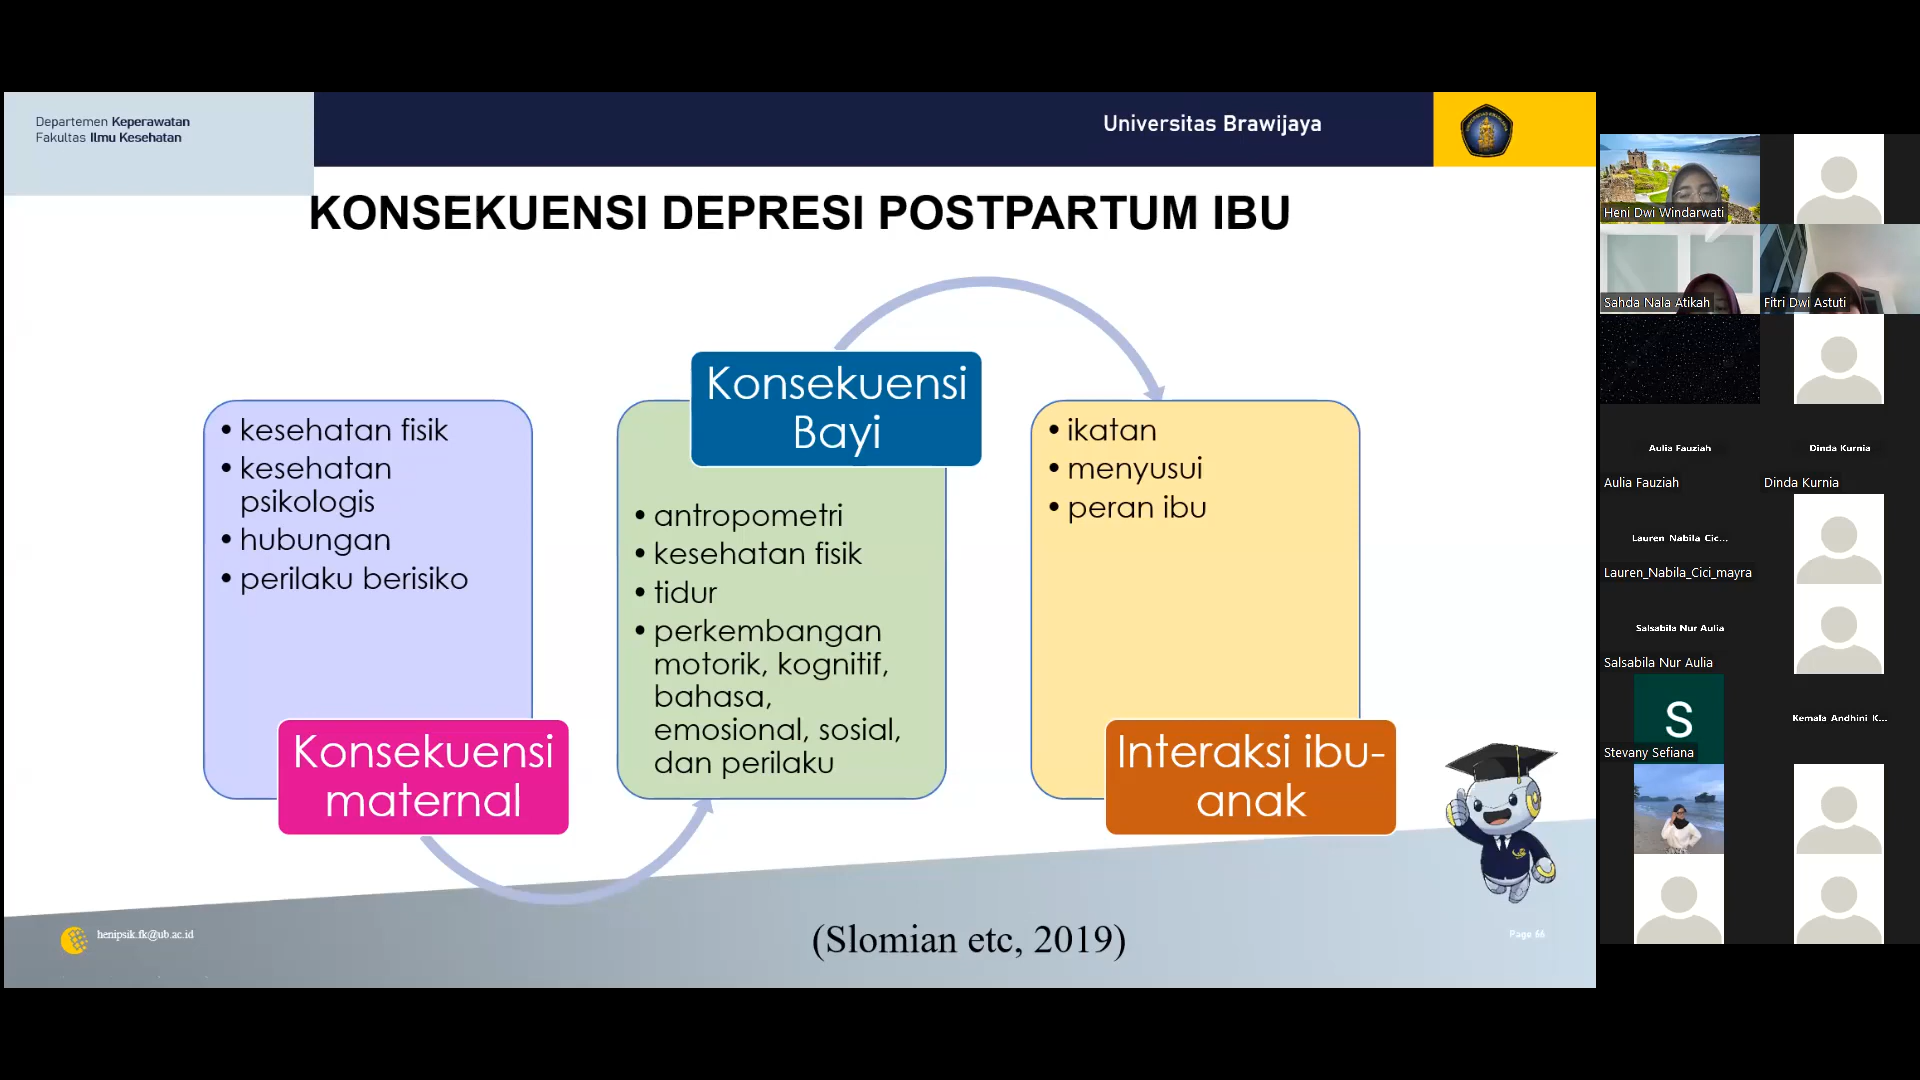 Departemen Keperawatan
Fakultas Ilmu Kesehatan
Universitas Brawijaya
KONSEKUENSI DEPRESI POSTPARTUM IBU
• kesehatan fisik
• kesehatan
psikologis
• hubungan
• perilaku berisiko
Konsekuensi
maternal
Konsekuensi
Bayi
• antropometri
• kesehatan fisik
• tidur
• perkembangan
motorik, kognitif,
bahasa,
emosional, sosial,
dan perilaku
• ikatan
• menyusui
• peran ibu
Interaksi ibu-
anak
henipsik.fk@ub.ac.id
(Slomian etc, 2019)
Page 66
Heni Dwi Windarwati
Sahda Nala Atikah
Fitri Dwi Astuti
Aulia Fauziah
Dinda Kurnia
Aulia Fauziah
Dinda Kurnia
Lauren Nabila Cic...
Lauren_Nabila_Cici_mayra
Salsabila Nur Aulia
Salsabila Nur Aulia
S
Stevany Sefiana
Kemala Andhini K...